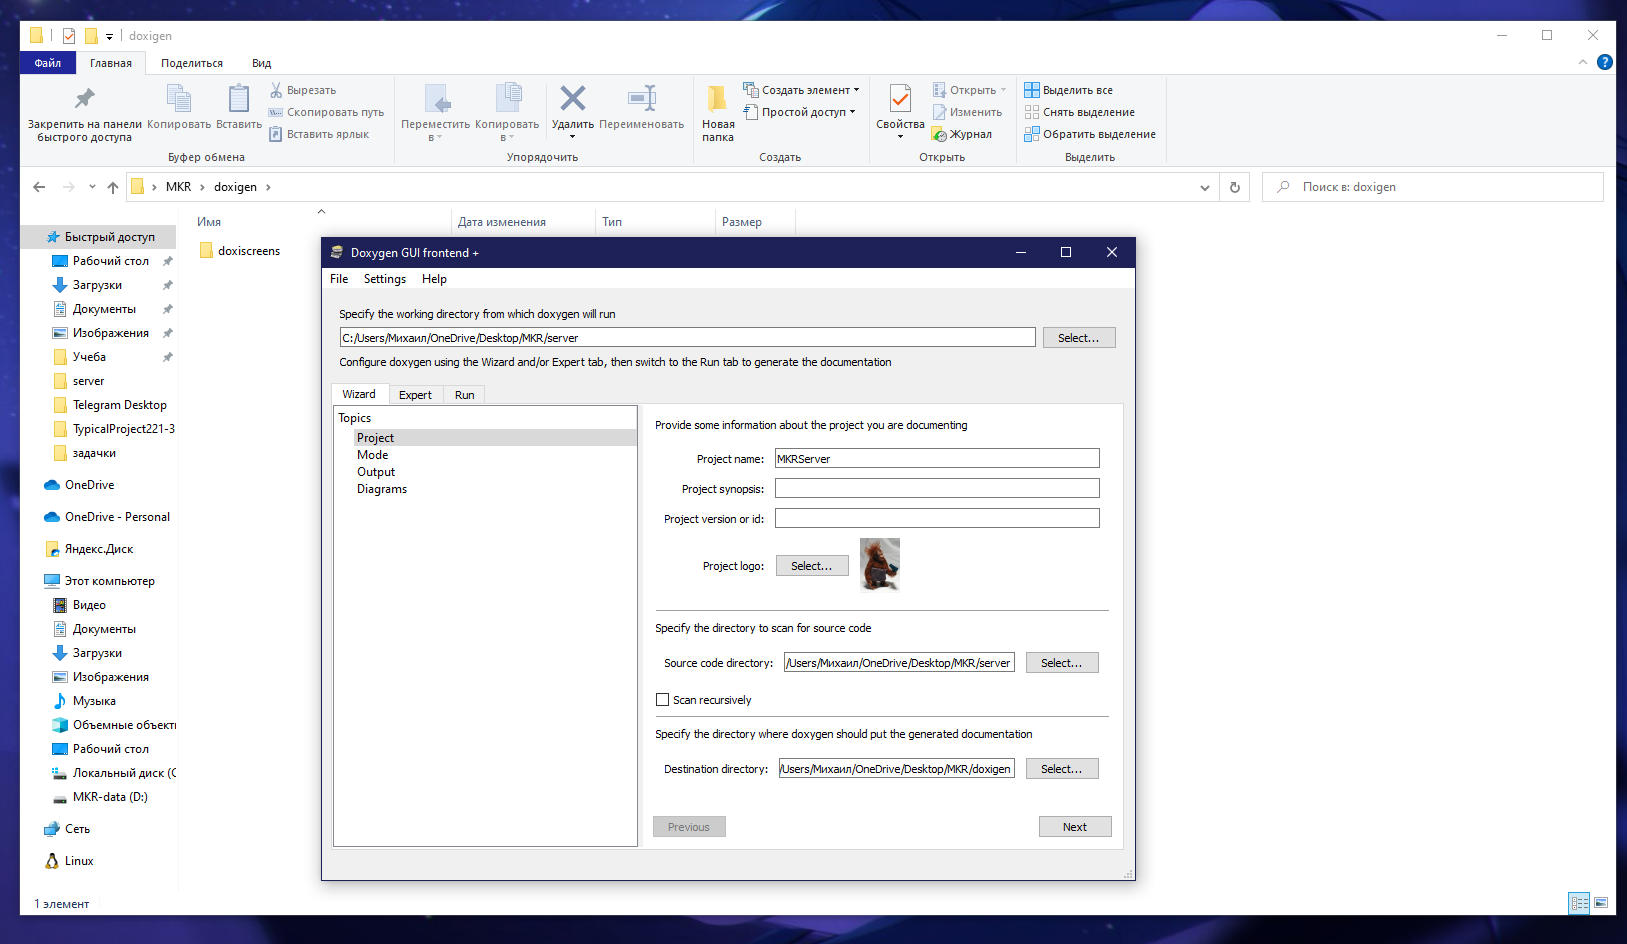 doxigen
Файл Главная Поделиться Вид
Закрепить на панели быстрого доступа
Копировать
Вставить
Вырезать
Скопировать путь
Вставить ярлык
Буфер обмена
Переместить в
Копировать в
Удалить
Переименовать
Упорядочить
Новая папка
Создать элемент
Простой доступ
Создать
Свойства
Открыть
Изменить
Журнал
Открыть
Выделить все
Снять выделение
Обратить выделение
Выделить
MKR doxigen
Поиск в: doxigen
Имя Дата изменения Тип Размер
doxiscreens
Быстрый доступ
Рабочий стол
Загрузки
Документы
Изображения
Учеба
server
Telegram Desktop
TypicalProject221-3
задачки
OneDrive
OneDrive - Personal
Яндекс.Диск
Этот компьютер
Видео
Документы
Загрузки
Изображения
Музыка
Объемные объект
Рабочий стол
Локальный диск (C
MKR-data (D:)
Сеть
Linux
1 элемент
Doxygen GUI frontend +
File Settings Help
Specify the working directory from which doxygen will run
C:/Users/Михаил/OneDrive/Desktop/MKR/server Select...
Configure doxygen using the Wizard and/or Expert tab, then switch to the Run tab to generate the documentation
Wizard Expert Run
Topics
Project
Mode
Output
Diagrams
Provide some information about the project you are documenting
Project name: MKRServer
Project synopsis:
Project version or id:
Project logo: Select...
Specify the directory to scan for source code
Source code directory: /Users/Михаил/OneDrive/Desktop/MKR/server Select...
Scan recursively
Specify the directory where doxygen should put the generated documentation
Destination directory: /Users/Михаил/OneDrive/Desktop/MKR/doxigen Select...
Previous Next